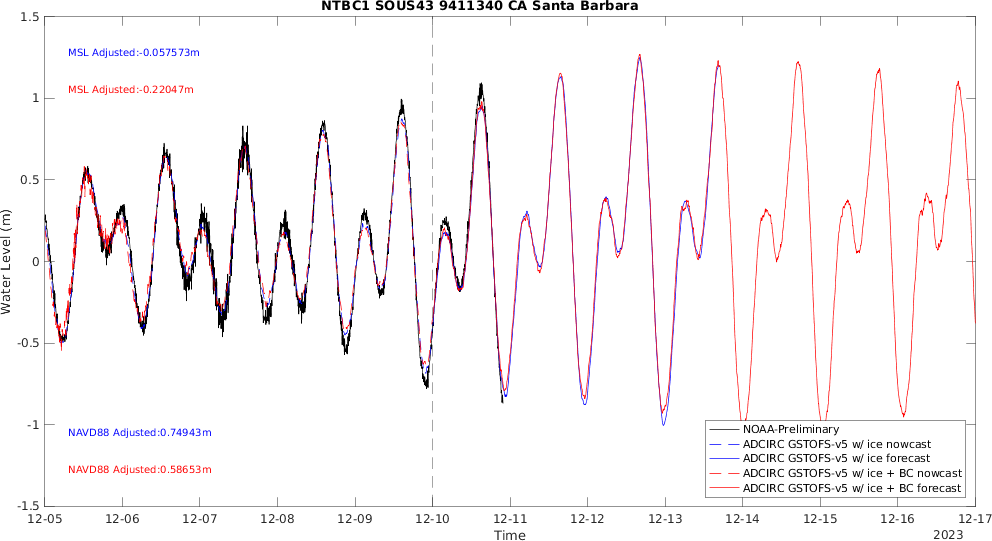 NTBC1 SOUS43 9411340 CA Santa Barbara
1.5
MSL Adjusted:-0.057573m
MSL Adjusted:-0.22047m
1
0.5
Water Level (m)
0
-0.5
-1
NAVD88 Adjusted:0.74943m
NAVD88 Adjusted:0.58653m
NOAA-Preliminary
ADCIRC GSTOFS-v5 w/ ice nowcast
ADCIRC GSTOFS-v5 w/ ice forecast
ADCIRC GSTOFS-v5 w/ ice + BC nowcast
ADCIRC GSTOFS-v5 w/ ice + BC forecast
-1.5
12-05 12-06 12-07 12-08 12-09 12-10 12-11 12-12 12-13 12-14 12-15 12-16 12-17
Time
2023